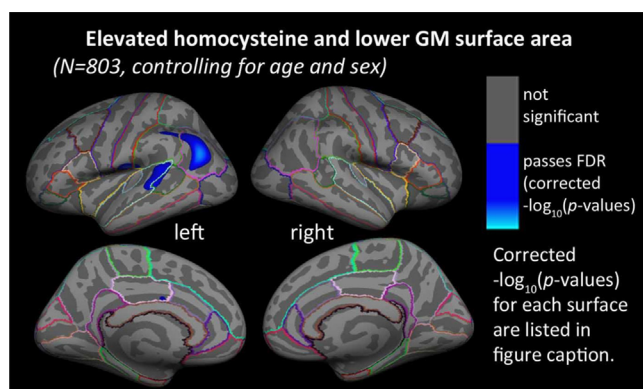 Elevated homocysteine and lower GM surface area
(N=803, controlling for age and sex)
not
significant
passes FDR
(corrected
-log₁₀(p-values)
left
right
Corrected
-log₁₀(p-values)
for each surface
are listed in
figure caption.